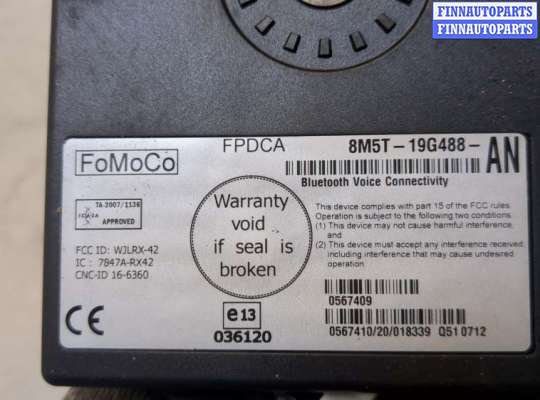 FINNAUTOPARTS
FINNAUTOPARTS
FoMoCo
FPDCA
8M5T-19G488-AN
Bluetooth Voice Connectivity
TA-2007/1136
APPROVED
FCC ID: WJLRX-42
IC : 7847A-RX42
CNC-ID 16-6360
CE
Warranty
void
if seal is
broken
e13
036120
This device complies with part 15 of the FCC rules
Operation is subject to the following two conditions:
(1) This device may not cause harmful interference,
and
(2) This device must accept any interference received,
including interference that may cause undesired
operation.
0567409
0567410/20/018339 Q510712